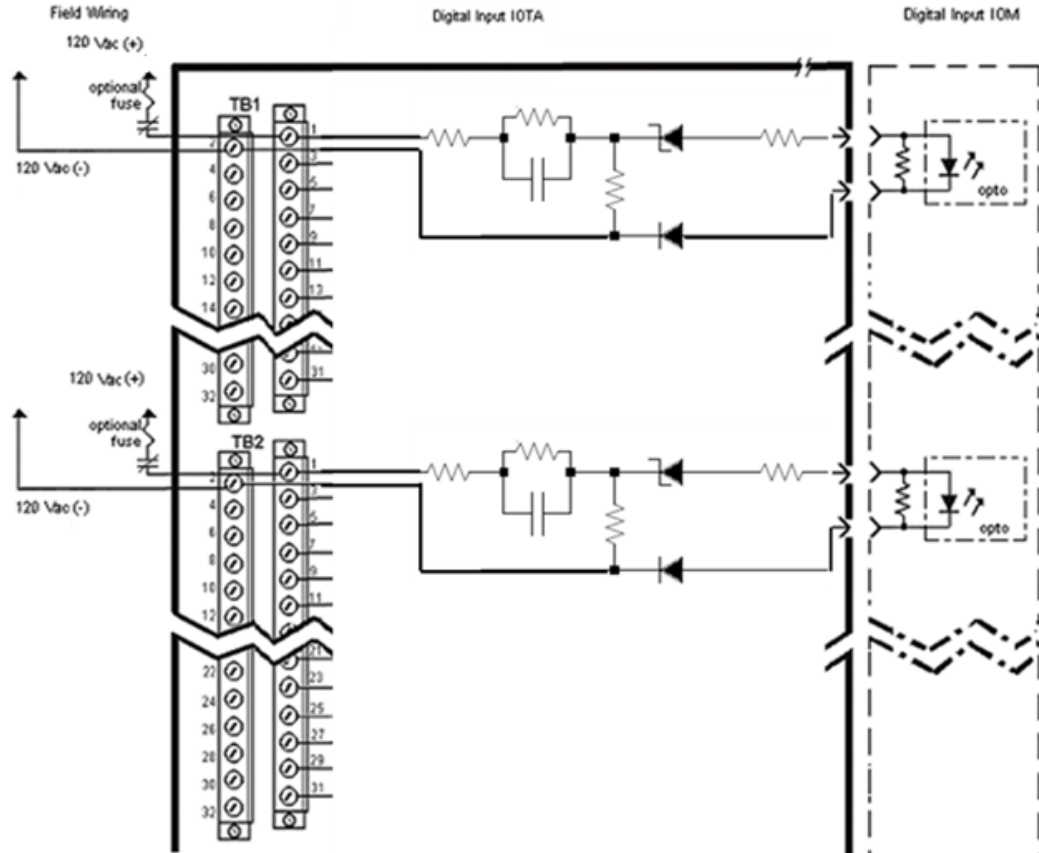 Field Wiring
Digital Input IOTA
Digital Input IOM
120 Vac (+)
optional
fuse
TB1
1
2
120 Vac (-)
3
4
5
6
7
8
9
10
11
12
13
14
opto
30
31
32
120 Vac (+)
optional
fuse
TB2
1
2
120 Vac (-)
3
4
5
6
7
8
9
10
11
12
opto
21
22
23
24
25
26
27
28
29
30
31
32